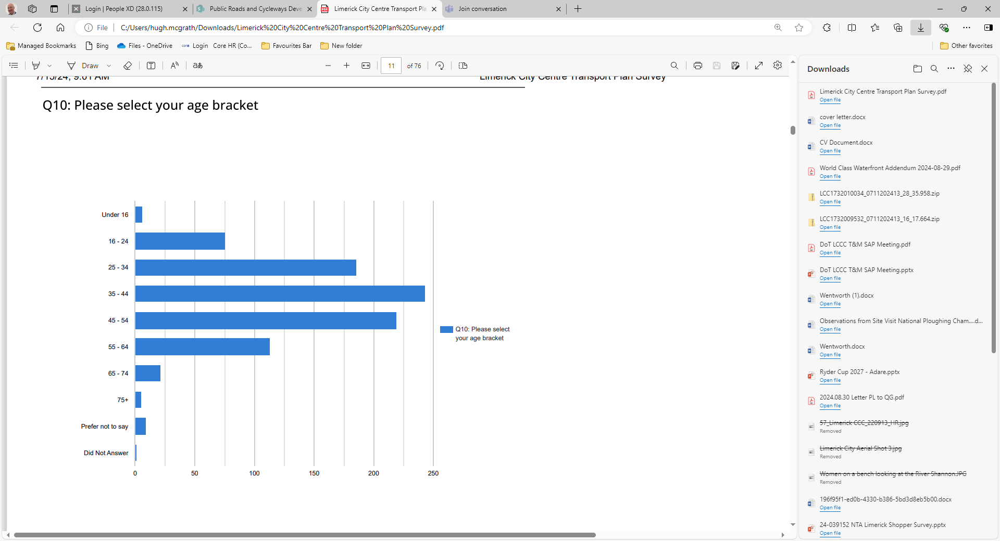 Login | People XD (28.0.115)
Public Roads and Cycleways Deve
Limerick City Centre Transport Pla
Join conversation
File
C:/Users/hugh.mcgrath/Downloads/Limerick%20City%20Centre%20Transport%20Plan%20Survey.pdf
Managed Bookmarks
Bing
Files - OneDrive
core Login
Core HR (Co...
Favourites Bar
New folder
Other favorites
Draw
11 of 76
7/15/24, 9:01 AM
Limerick City Centre Transport Plan Survey
Q10: Please select your age bracket
Under 16
16 - 24
25 - 34
35 - 44
45 - 54
55 - 64
65 - 74
75+
Prefer not to say
Did Not Answer
0 50 100 150 200 250
Q10: Please select
your age bracket
Downloads
Limerick City Centre Transport Plan Survey.pdf
Open file
cover letter.docx
Open file
CV Document.docx
Open file
World Class Waterfront Addendum 2024-08-29.pdf
Open file
LCC1732010034_0711202413_28_35.958.zip
Open file
LCC1732009532_0711202413_16_17.664.zip
Open file
DoT LCCC T&M SAP Meeting.pdf
Open file
DoT LCCC T&M SAP Meeting.pptx
Open file
Wentworth (1).docx
Open file
Observations from Site Visit National Ploughing Cham....d...
Open file
Wentworth.docx
Open file
Ryder Cup 2027 - Adare.pptx
Open file
2024.08.30 Letter PL to QG.pdf
Open file
57_Limerick CCC_220913_HR.jpg
Removed
Limerick City Aerial Shot 3.jpg
Removed
Women on a bench looking at the River Shannon.JPG
Removed
196f95f1-ed0b-4330-b386-5bd3d8eb5b00.docx
Open file
24-039152 NTA Limerick Shopper Survey.pptx
Open file